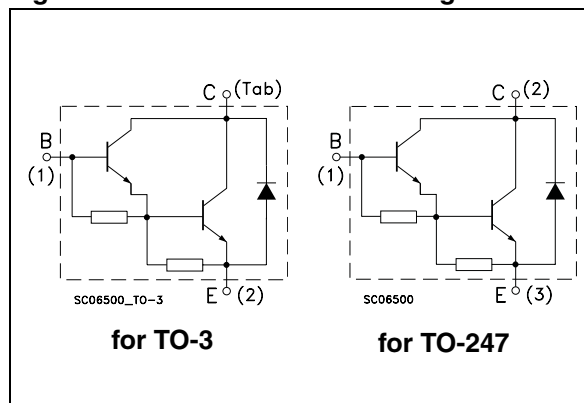 C (Tab)
B
(1)
SC06500_TO-3
E (2)
for TO-3
C (2)
B
(1)
SC06500
E (3)
for TO-247